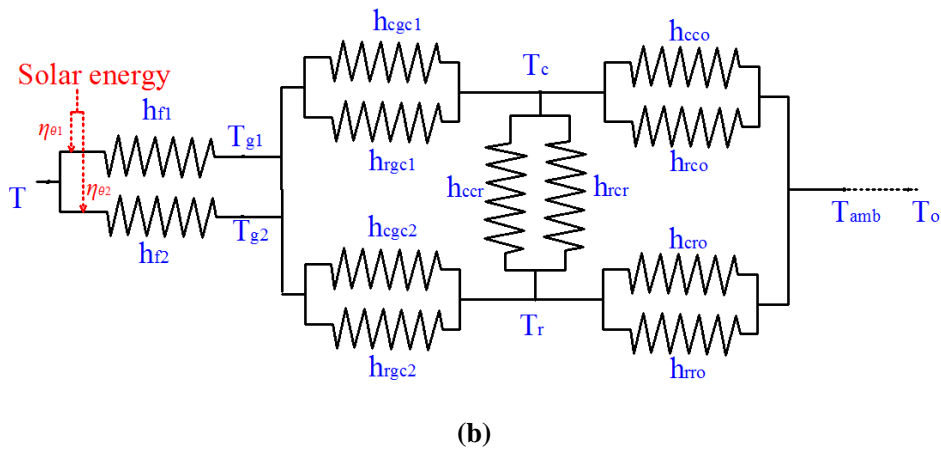 hcgc1
hcco
Solar energy
Tc
hf1
ηθ1
Tg1
hrgc1
hrco
T
ηθ2
hccr
hrcr
Tg2
Tamb
To
hf2
hcgc2
hcro
Tr
hrgc2
hrro
(b)